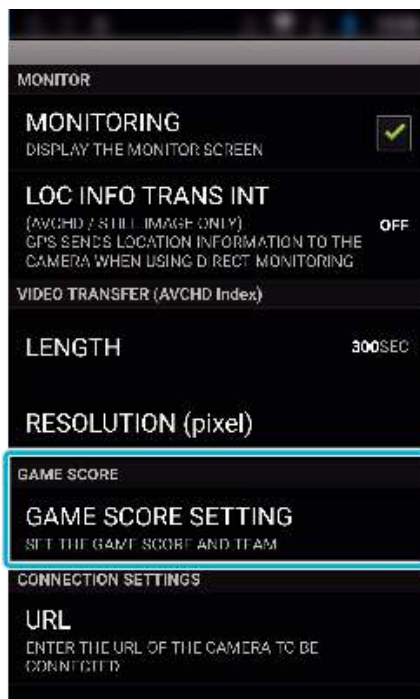 MONITOR
MONITORING
DISPLAY THE MONITOR SCREEN
LOC INFO TRANS INT
(AVCHD / STILL IMAGE ONLY)
OFF
GPS SENDS LOCATION INFORMATION TO THE
CAMERA WHEN USING DIRECT MONITORING
VIDEO TRANSFER (AVCHD Index)
LENGTH
300SEC
RESOLUTION (pixel)
GAME SCORE
GAME SCORE SETTING
SET THE GAME SCORE AND TEAM
CONNECTION SETTINGS
URL
ENTER THE URL OF THE CAMERA TO BE
CONNECTED